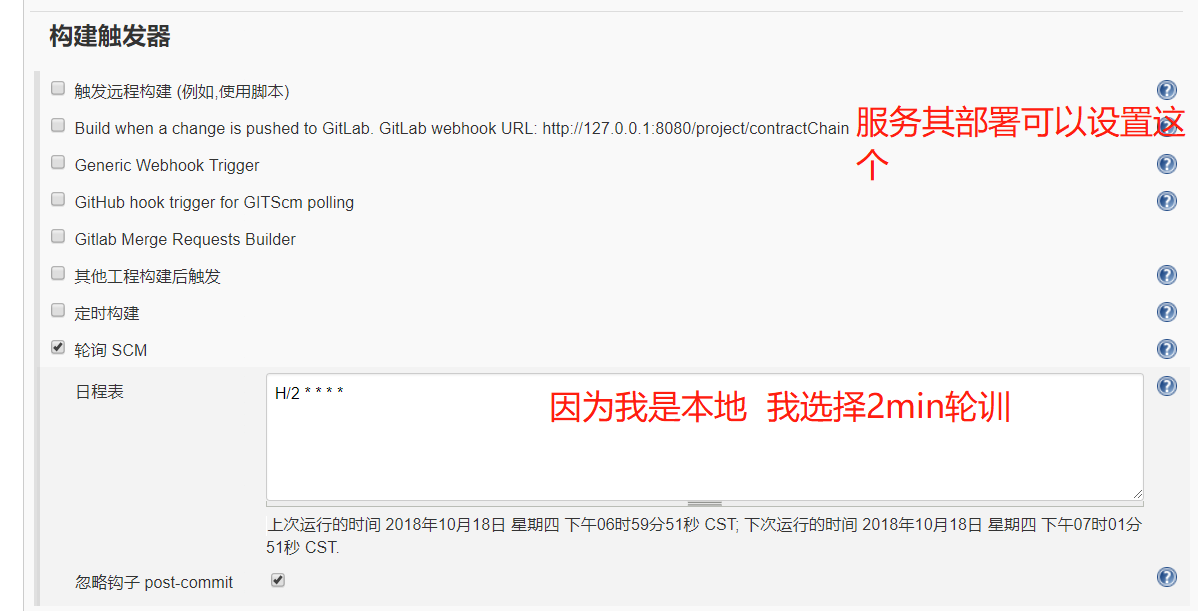 构建触发器
触发远程构建 (例如,使用脚本)
Build when a change is pushed to GitLab. GitLab webhook URL: http://127.0.0.1:8080/project/contractChain
服务其部署可以设置这
个
Generic Webhook Trigger
GitHub hook trigger for GITScm polling
Gitlab Merge Requests Builder
其他工程构建后触发
定时构建
轮询 SCM
日程表
H/2 * * * *
因为我是本地 我选择2min轮训
上次运行的时间 2018年10月18日 星期四 下午06时59分51秒 CST; 下次运行的时间 2018年10月18日 星期四 下午07时01分
51秒 CST.
忽略钩子 post-commit